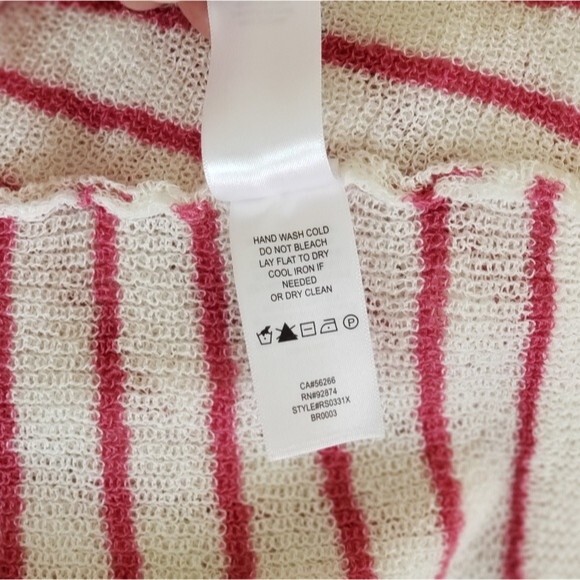 HAND WASH COLD
DO NOT BLEACH
LAY FLAT TO DRY
COOL IRON IF
NEEDED
OR DRY CLEAN
P
CA#56266
RN#92874
STYLE#RS0331X
BR0003